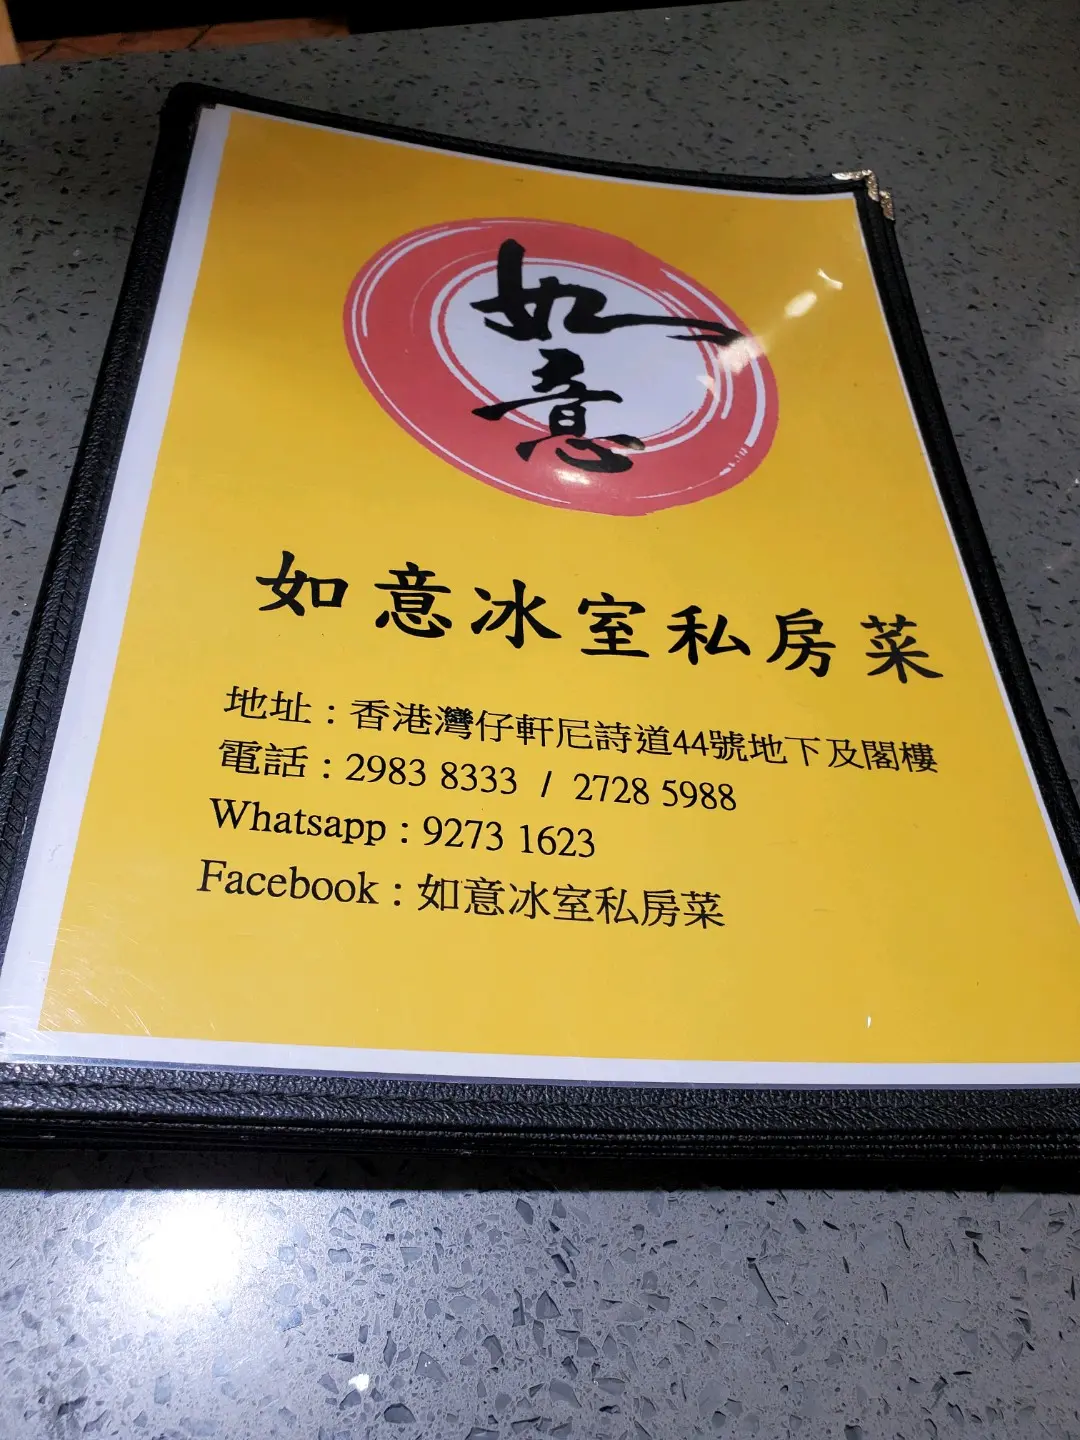 如
意
如意冰室私房菜
地址：香港灣仔軒尼詩道44號地下及閣樓
電話：2983 8333 / 2728 5988
Whatsapp : 9273 1623
Facebook : 如意冰室私房菜